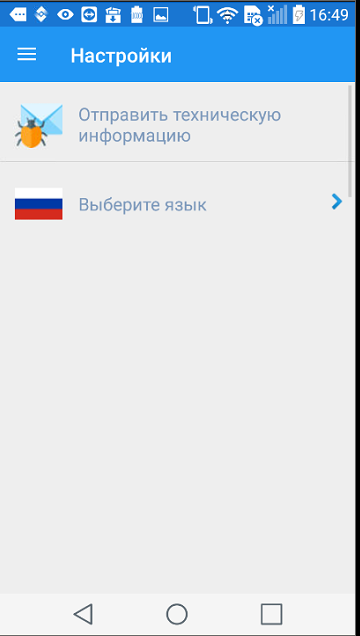 16:49
Настройки
Отправить техническую
информацию
Выберите язык